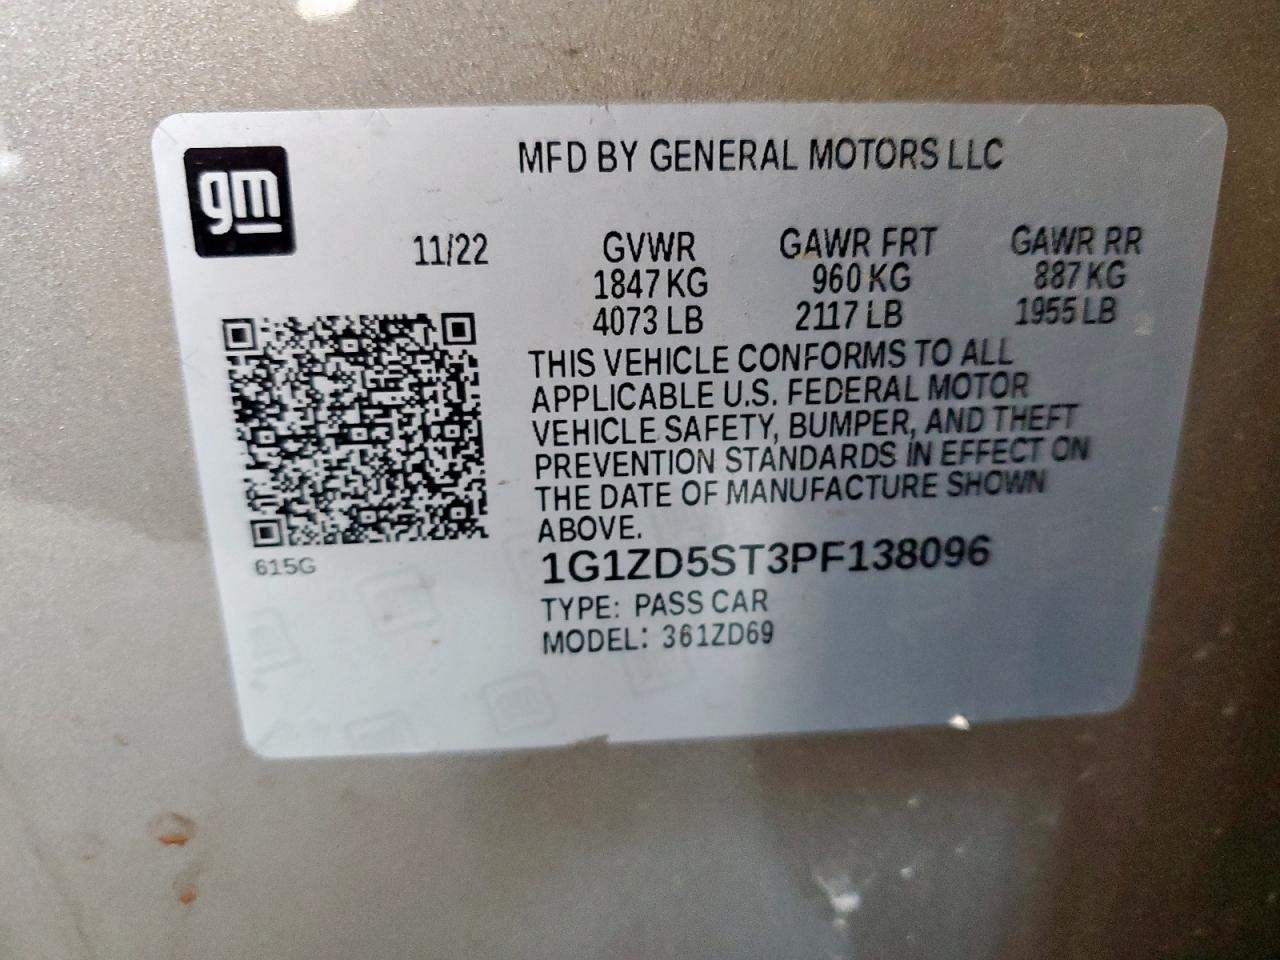 gm
MFD BY GENERAL MOTORS LLC
11/22 GVWR GAWR FRT GAWR RR
1847 KG 960 KG 887 KG
4073 LB 2117 LB 1955 LB
THIS VEHICLE CONFORMS TO ALL
APPLICABLE U.S. FEDERAL MOTOR
VEHICLE SAFETY, BUMPER, AND THEFT
PREVENTION STANDARDS IN EFFECT ON
THE DATE OF MANUFACTURE SHOWN
ABOVE.
615G
1G1ZD5ST3PF138096
TYPE: PASS CAR
MODEL: 361ZD69